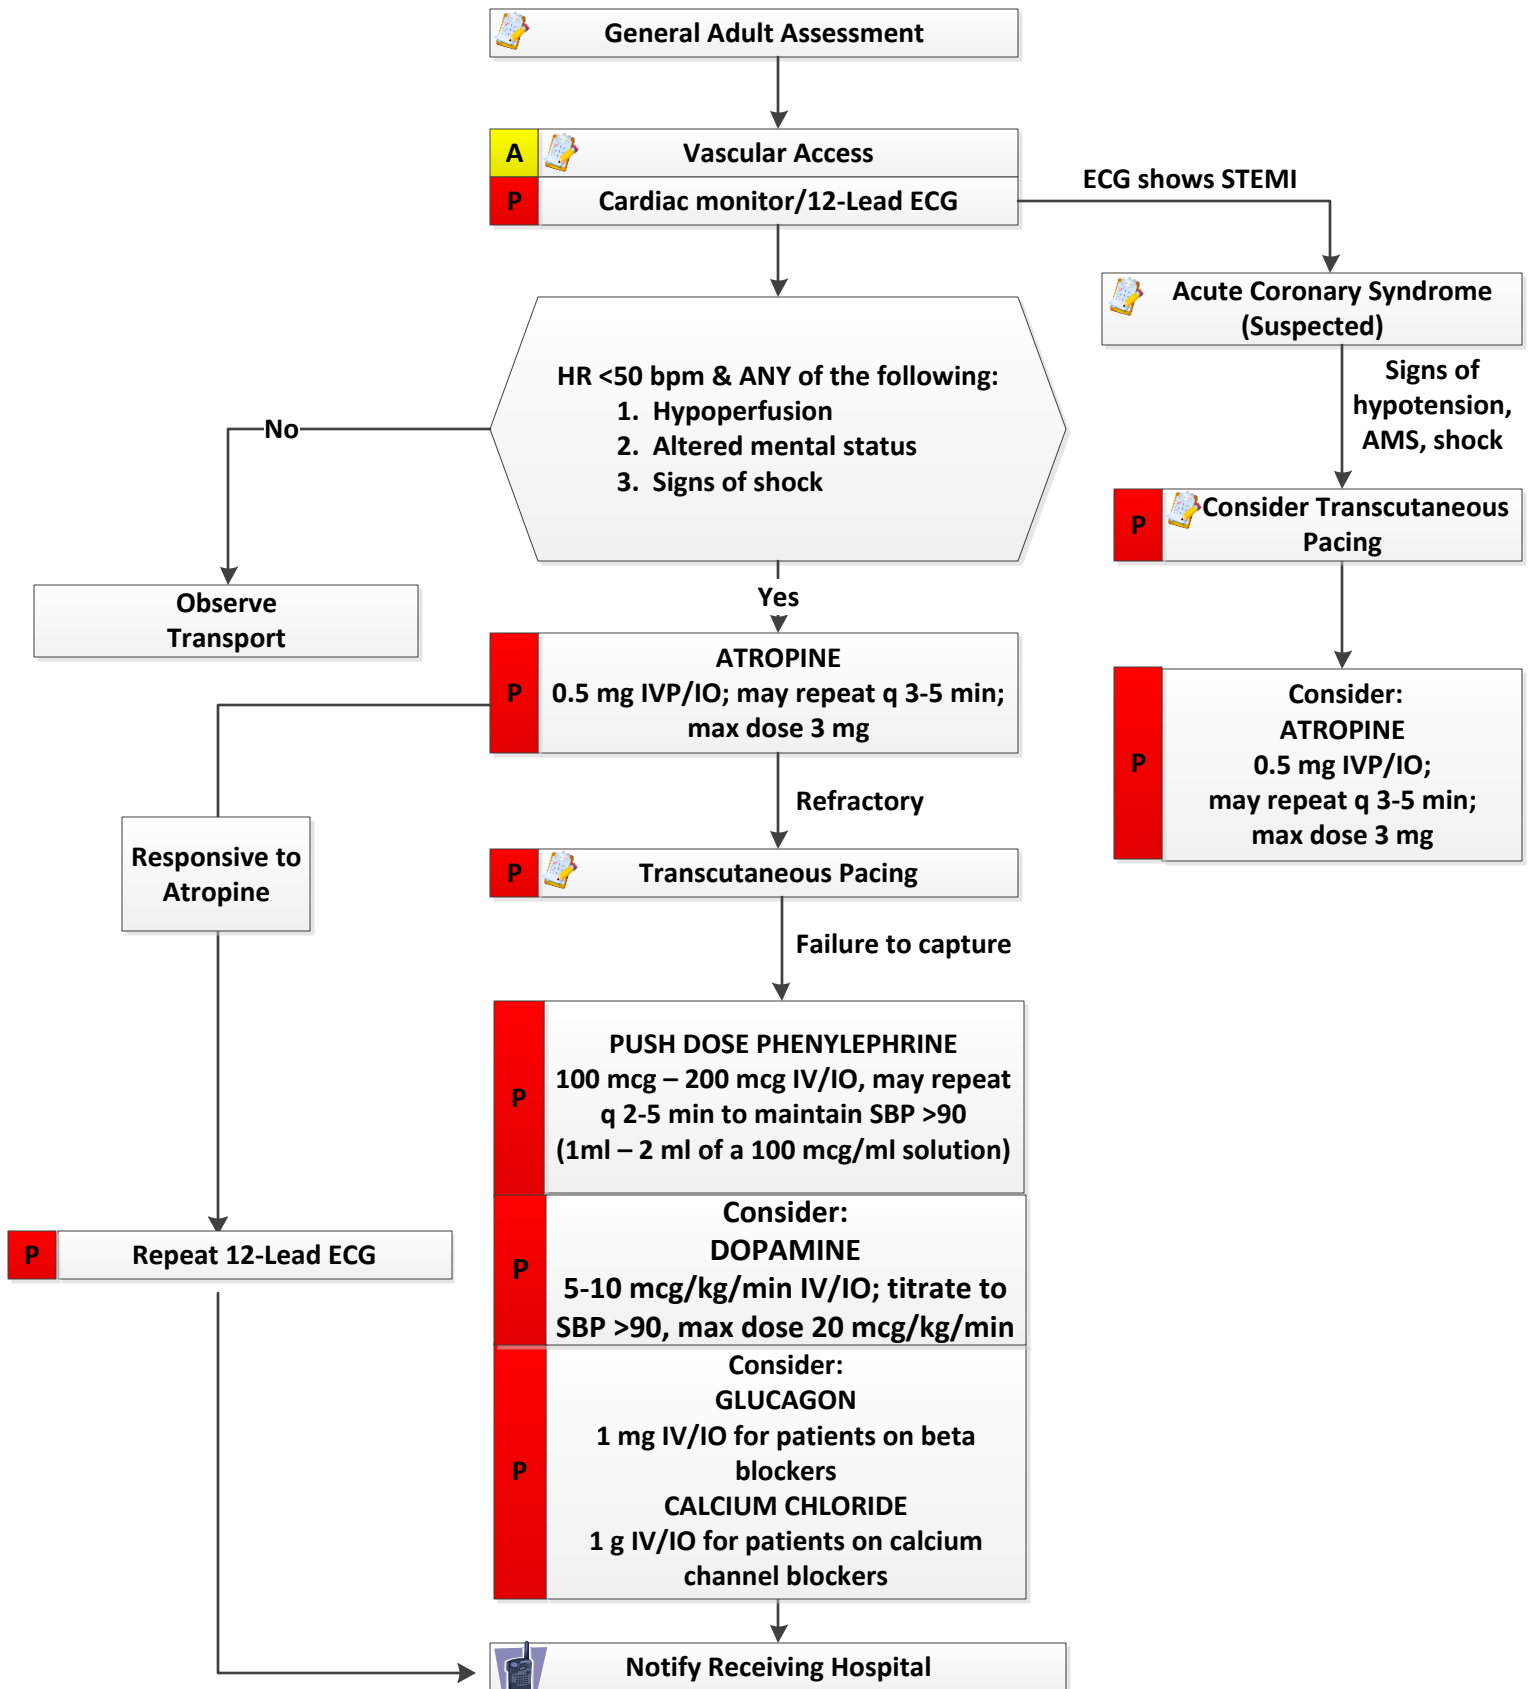 General Adult Assessment
A
Vascular Access
P
Cardiac monitor/12-Lead ECG
ECG shows STEMI
Acute Coronary Syndrome
(Suspected)
Signs of
hypotension,
AMS, shock
P
Consider Transcutaneous
Pacing
P
Consider:
ATROPINE
0.5 mg IVP/IO;
may repeat q 3-5 min;
max dose 3 mg
HR <50 bpm & ANY of the following:
1. Hypoperfusion
2. Altered mental status
3. Signs of shock
No
Observe
Transport
Yes
P
ATROPINE
0.5 mg IVP/IO; may repeat q 3-5 min;
max dose 3 mg
Responsive to
Atropine
P
Repeat 12-Lead ECG
Refractory
P
Transcutaneous Pacing
Failure to capture
P
PUSH DOSE PHENYLEPHRINE
100 mcg – 200 mcg IV/IO, may repeat
q 2-5 min to maintain SBP >90
(1ml – 2 ml of a 100 mcg/ml solution)
P
Consider:
DOPAMINE
5-10 mcg/kg/min IV/IO; titrate to
SBP >90, max dose 20 mcg/kg/min
P
Consider:
GLUCAGON
1 mg IV/IO for patients on beta
blockers
CALCIUM CHLORIDE
1 g IV/IO for patients on calcium
channel blockers
Notify Receiving Hospital